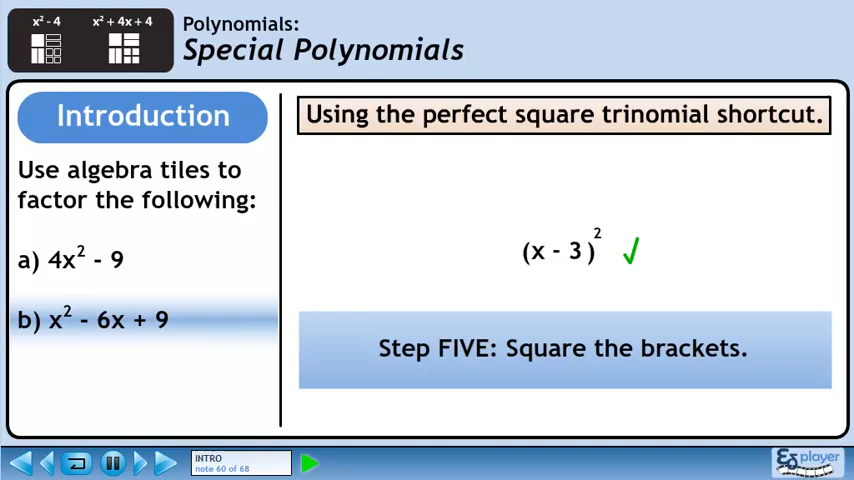 x² - 4 x² + 4x + 4
Polynomials:
Special Polynomials
Introduction
Use algebra tiles to
factor the following:
a) 4x² - 9
b) x² - 6x + 9
Using the perfect square trinomial shortcut.
(x - 3)² ✓
Step FIVE: Square the brackets.
INTRO
note 60 of 68
player